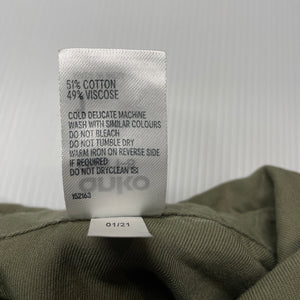 51% COTTON
49% VISCOSE
COLD DELICATE MACHINE
WASH WITH SIMILAR COLOURS
DO NOT BLEACH
DO NOT TUMBLE DRY
WARM IRON ON REVERSE SIDE
IF REQUIRED
DO NOT DRYCLEAN
152163
01/21